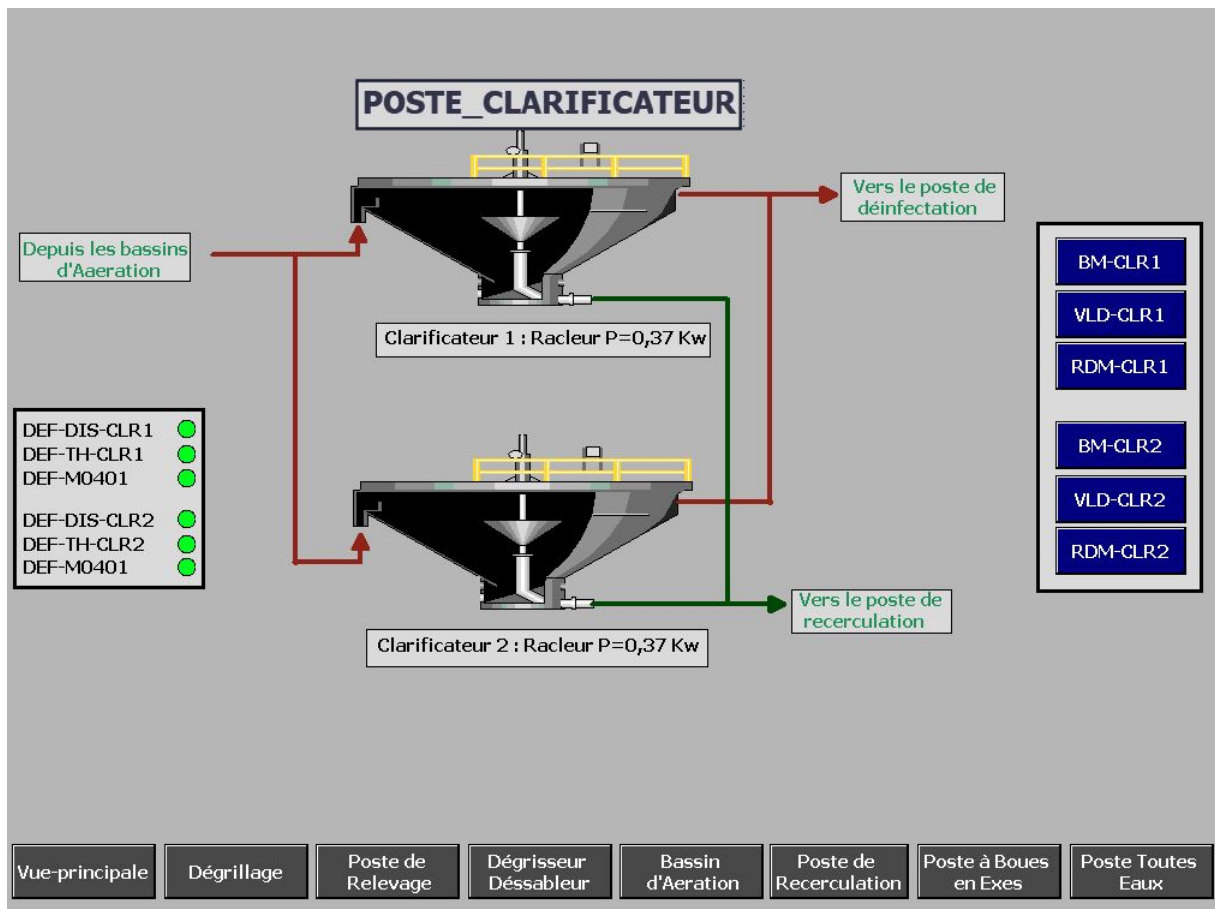 POSTE_CLARIFICATEUR
Vers le poste de
déinfectation
Depuis les bassins
d'Aaeration
BM-CLR1
VLD-CLR1
RDM-CLR1
Clarificateur 1 : Racleur P=0,37 Kw
DEF-DIS-CLR1
DEF-TH-CLR1
DEF-M0401
DEF-DIS-CLR2
DEF-TH-CLR2
DEF-M0401
BM-CLR2
VLD-CLR2
RDM-CLR2
Vers le poste de
recerculation
Clarificateur 2 : Racleur P=0,37 Kw
Vue-principale
Dégrillage
Poste de
Relevage
Dégrisseur
Déssableur
Bassin
d'Aeration
Poste de
Recerculation
Poste à Boues
en Exes
Poste Toutes
Eaux